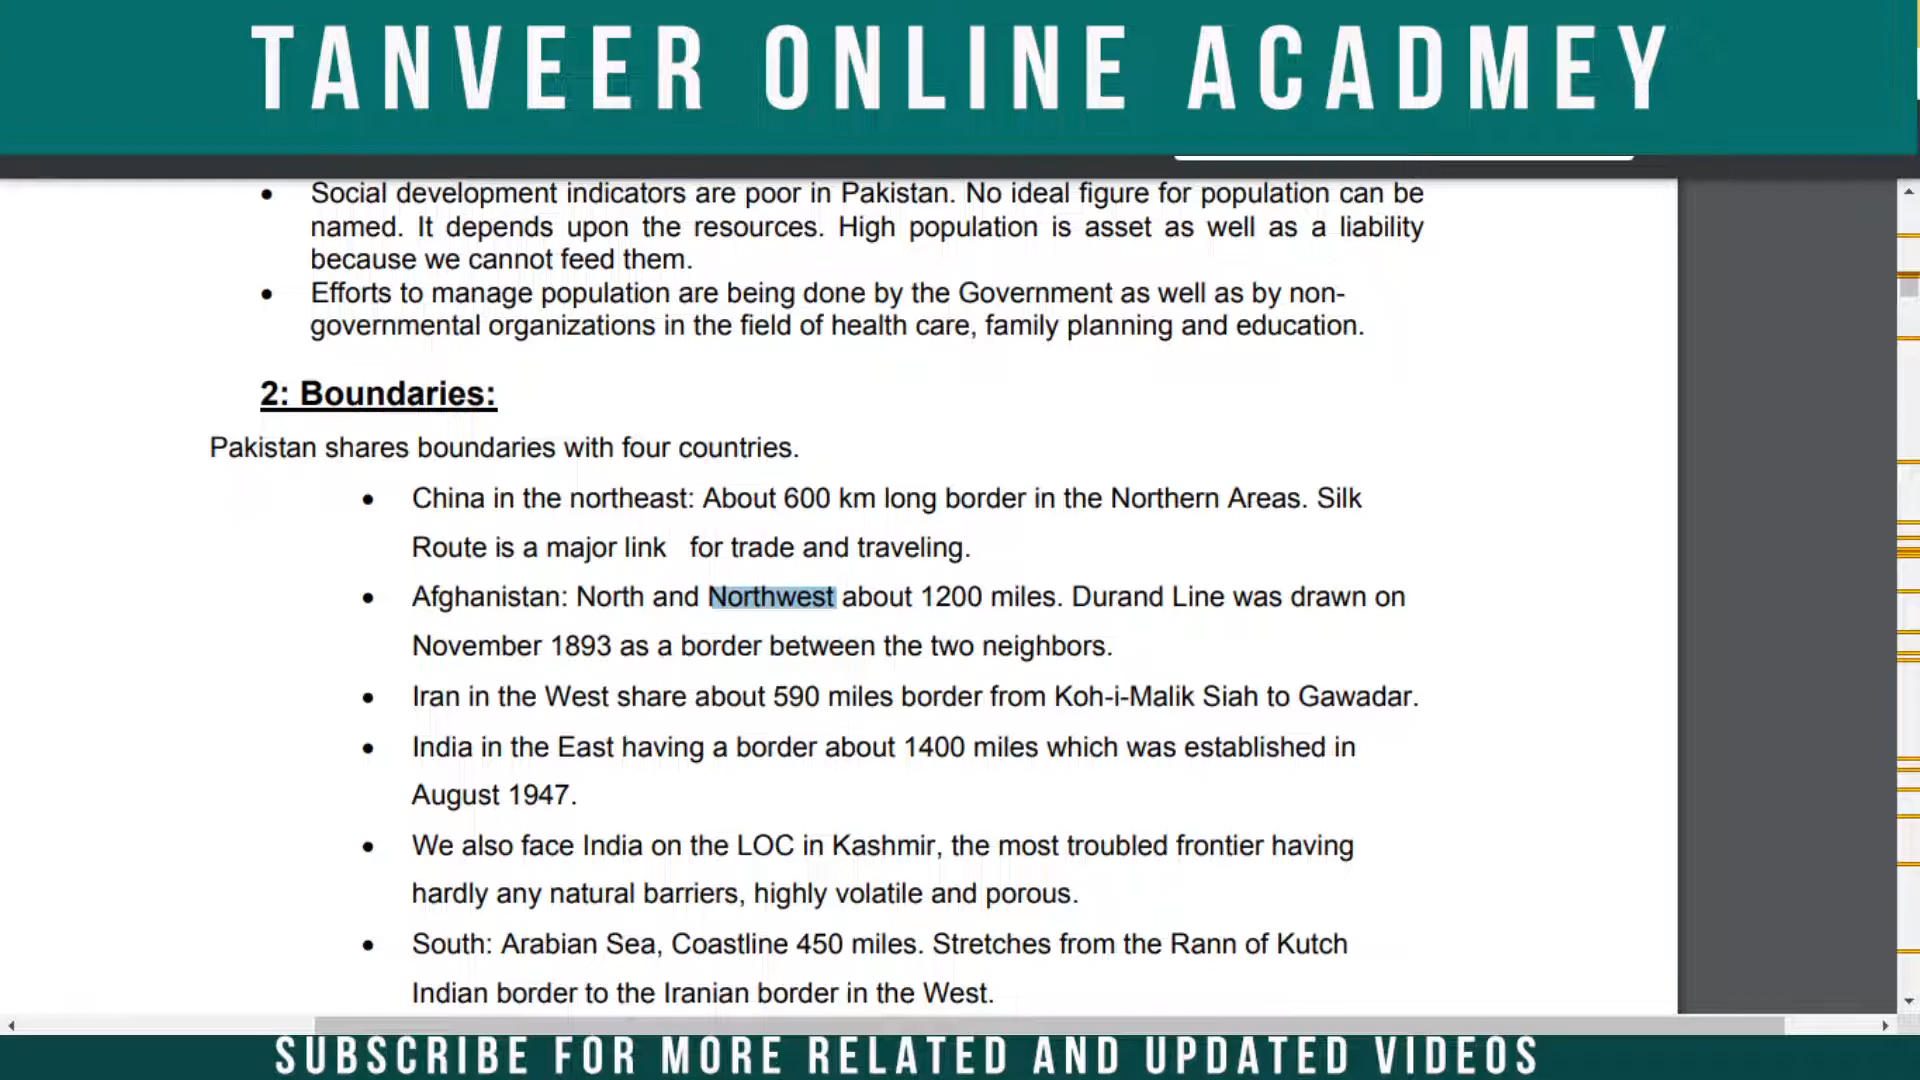 TANVEER ONLINE ACADMEY
• Social development indicators are poor in Pakistan. No ideal figure for population can be
named. It depends upon the resources. High population is asset as well as a liability
because we cannot feed them.
• Efforts to manage population are being done by the Government as well as by non-
governmental organizations in the field of health care, family planning and education.
2: Boundaries:
Pakistan shares boundaries with four countries.
• China in the northeast: About 600 km long border in the Northern Areas. Silk
Route is a major link for trade and traveling.
• Afghanistan: North and Northwest about 1200 miles. Durand Line was drawn on
November 1893 as a border between the two neighbors.
• Iran in the West share about 590 miles border from Koh-i-Malik Siah to Gawadar.
• India in the East having a border about 1400 miles which was established in
August 1947.
• We also face India on the LOC in Kashmir, the most troubled frontier having
hardly any natural barriers, highly volatile and porous.
• South: Arabian Sea, Coastline 450 miles. Stretches from the Rann of Kutch
Indian border to the Iranian border in the West.
SUBSCRIBE FOR MORE RELATED AND UPDATED VIDEOS